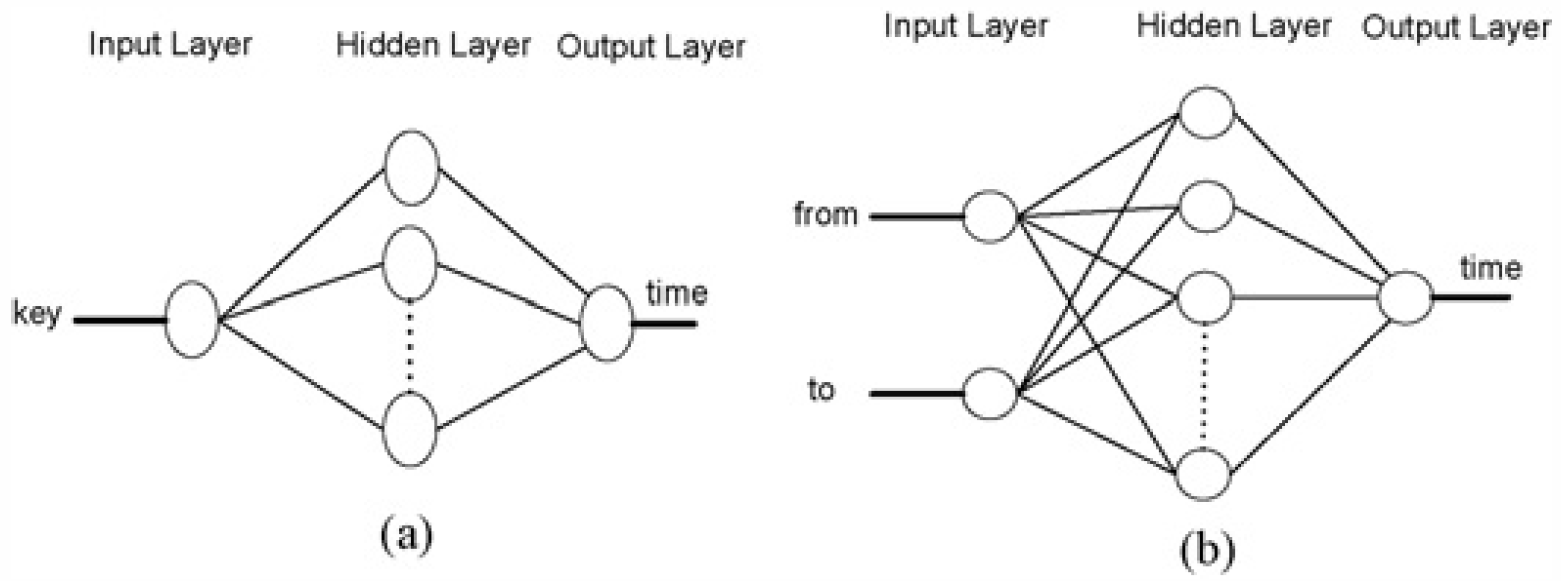 Input Layer Hidden Layer Output Layer
key
time
(a)
Input Layer Hidden Layer Output Layer
from
to
time
(b)